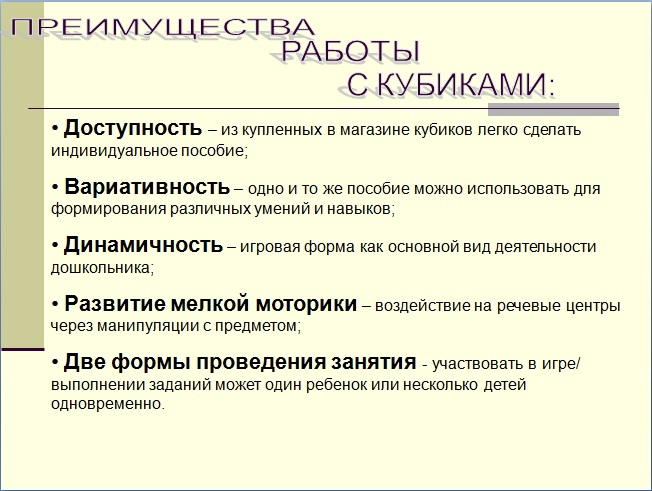 ПРЕИМУЩЕСТВА
РАБОТЫ
С КУБИКАМИ:
• Доступность – из купленных в магазине кубиков легко сделать
индивидуальное пособие;
• Вариативность – одно и то же пособие можно использовать для
формирования различных умений и навыков;
• Динамичность – игровая форма как основной вид деятельности
дошкольника;
• Развитие мелкой моторики – воздействие на речевые центры
через манипуляции с предметом;
• Две формы проведения занятия - участвовать в игре/
выполнении заданий может один ребенок или несколько детей
одновременно.